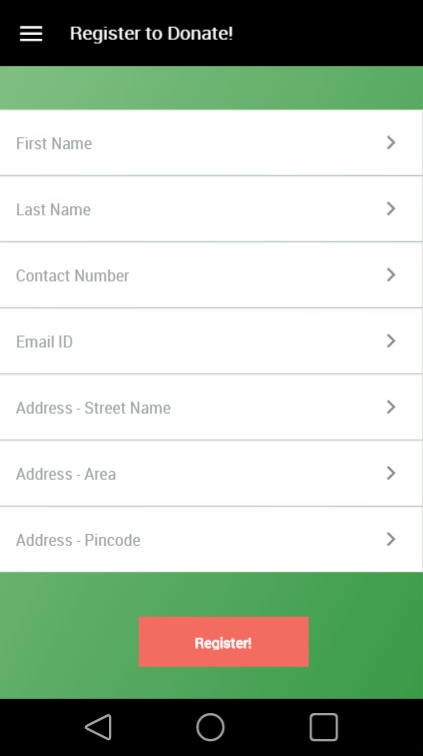 Register to Donate!
First Name
Last Name
Contact Number
Email ID
Address - Street Name
Address - Area
Address - Pincode
Register!